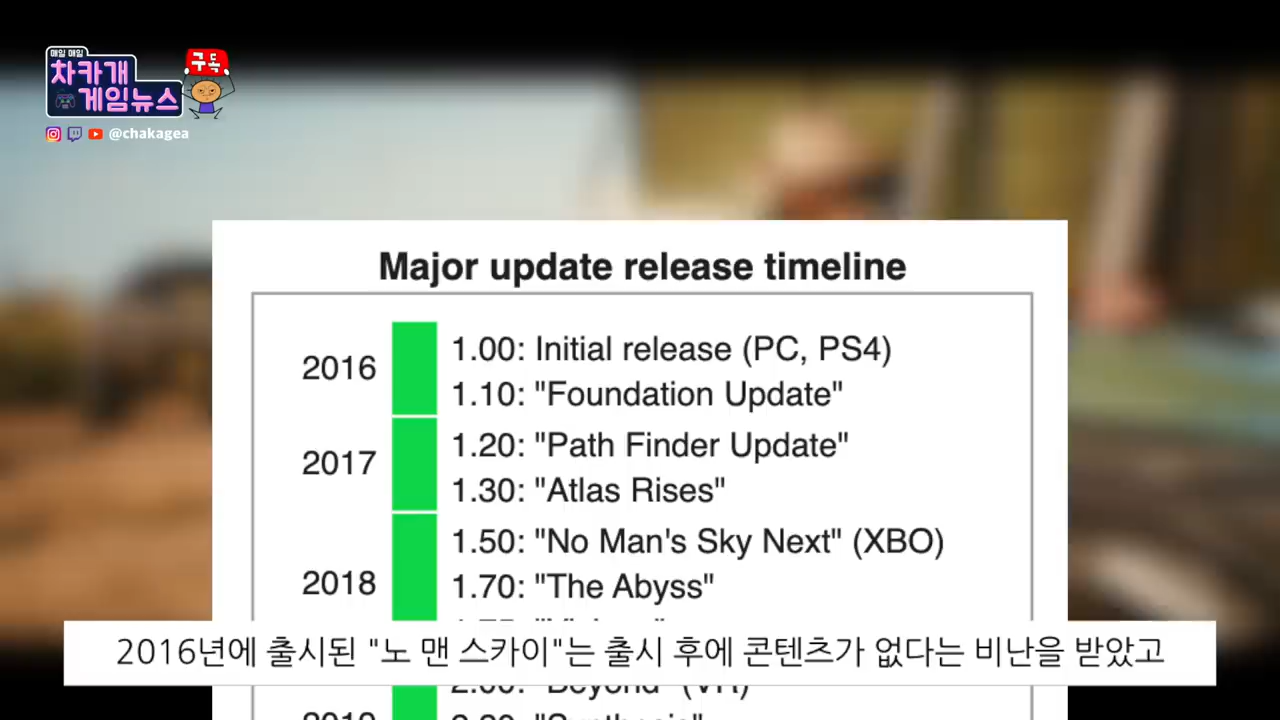 매일 매일
차카개
게임뉴스
구독
@chakagea
Major update release timeline
2016
1.00: Initial release (PC, PS4)
1.10: "Foundation Update"
2017
1.20: "Path Finder Update"
1.30: "Atlas Rises"
2018
1.50: "No Man's Sky Next" (XBO)
1.70: "The Abyss"
2016년에 출시된 "노 맨 스카이"는 출시 후에 콘텐츠가 없다는 비난을 받았고
"Beyond" (VR)